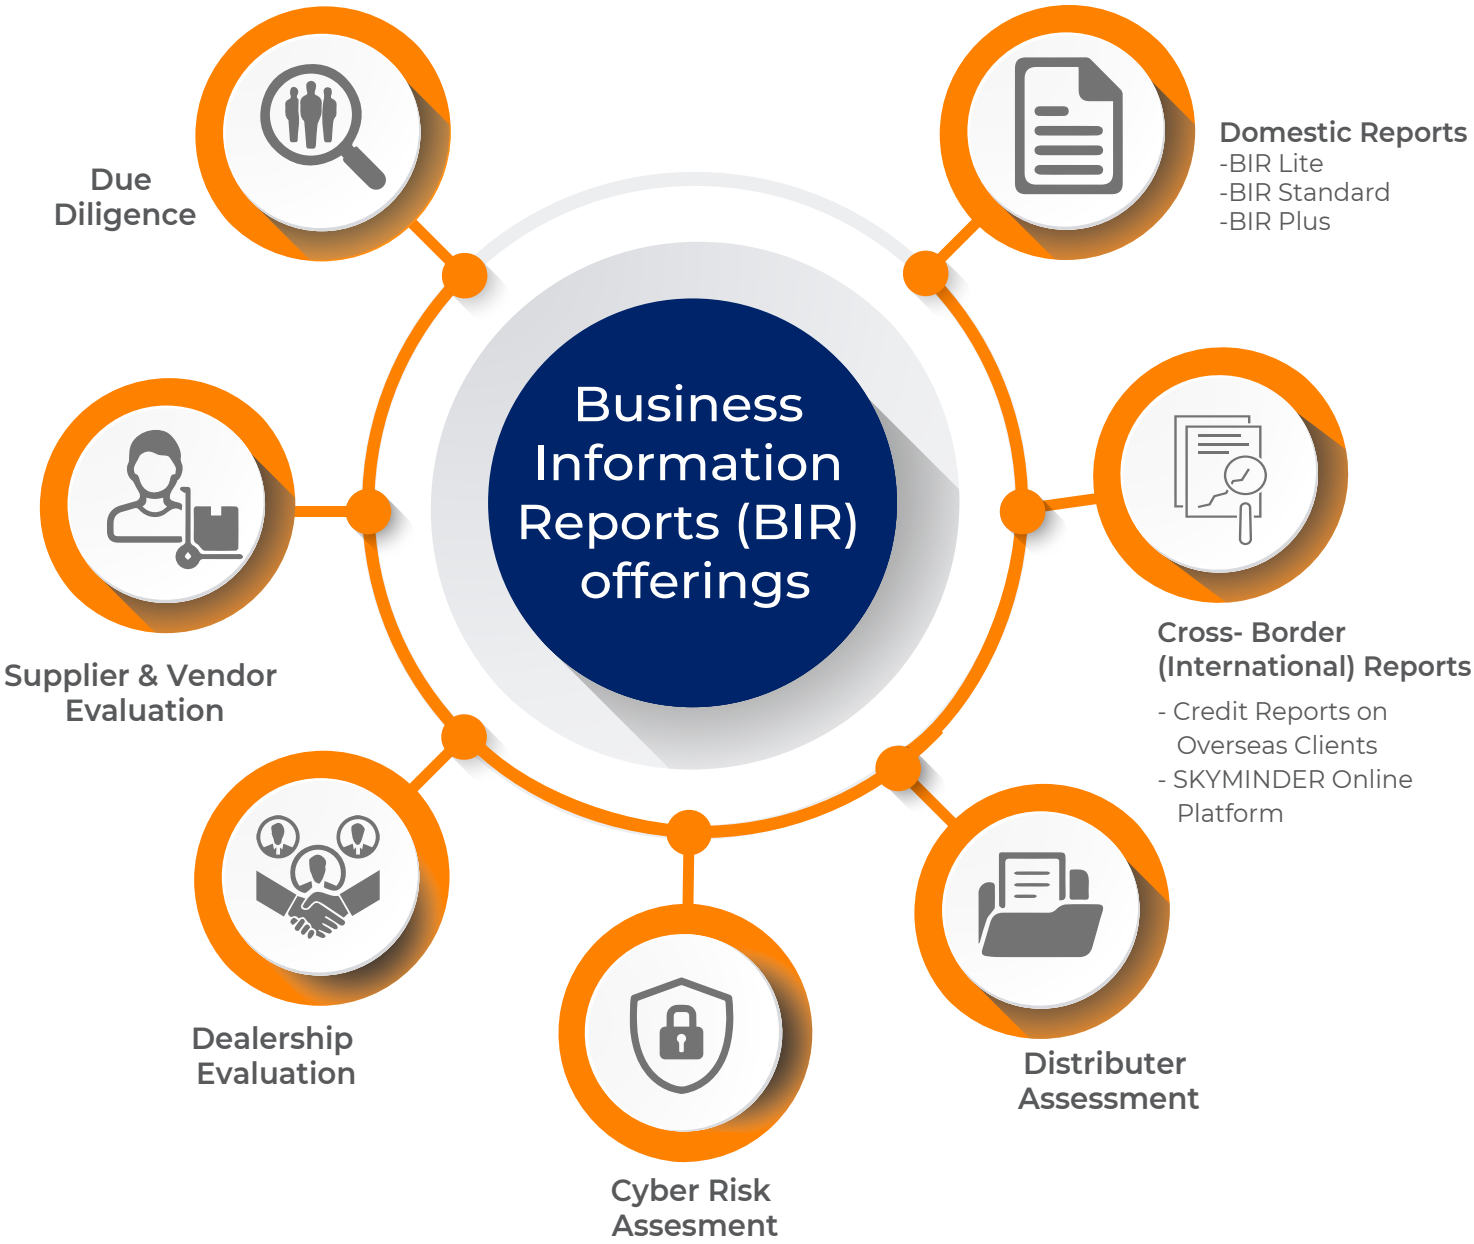 Business
Information
Reports (BIR)
offerings
Domestic Reports
-BIR Lite
-BIR Standard
-BIR Plus
Cross- Border
(International) Reports
- Credit Reports on
Overseas Clients
- SKYMINDER Online
Platform
Distributer
Assessment
Cyber Risk
Assesment
Dealership
Evaluation
Supplier & Vendor
Evaluation
Due
Diligence